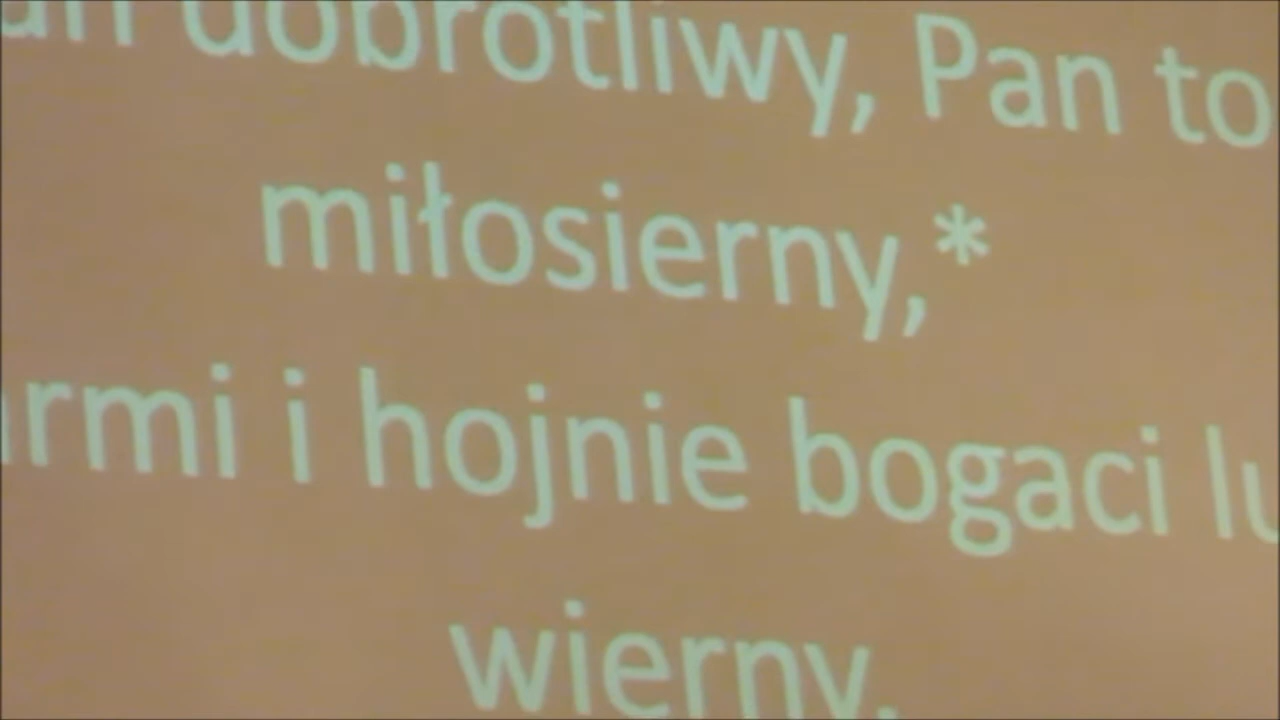 dobrotliwy, Pan to
miłosierny,*
i hojnie bogaci
wierny.